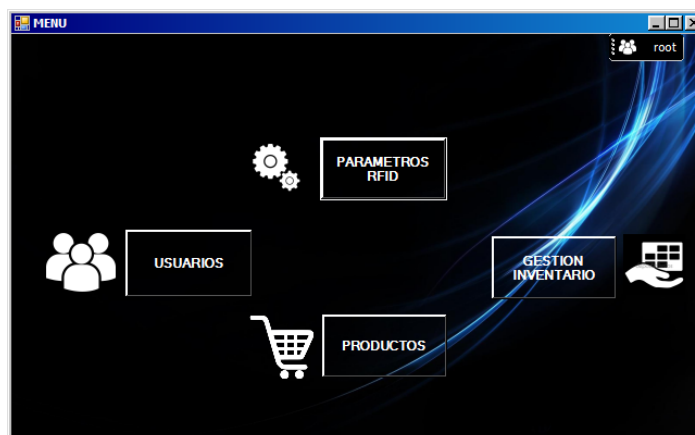 MENU
root
PARAMETROS
RFID
USUARIOS
GESTION
INVENTARIO
PRODUCTOS